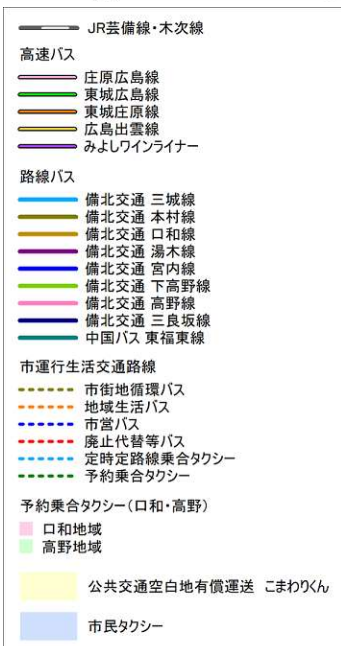 JR芸備線・木次線
高速バス
庄原広島線
東城広島線
東城庄原線
広島出雲線
みよしワインライナー
路線バス
備北交通 三城線
備北交通 本村線
備北交通 口和線
備北交通 湯木線
備北交通 宮内線
備北交通 下高野線
備北交通 高野線
備北交通 三良坂線
中国バス 東福東線
市運行生活交通路線
市街地循環バス
地域生活バス
市営バス
廃止代替等バス
定時定路線乗合タクシー
予約乗合タクシー
予約乗合タクシー(口和・高野)
口和地域
高野地域
公共交通空白地有償運送 こまわりくん
市民タクシー